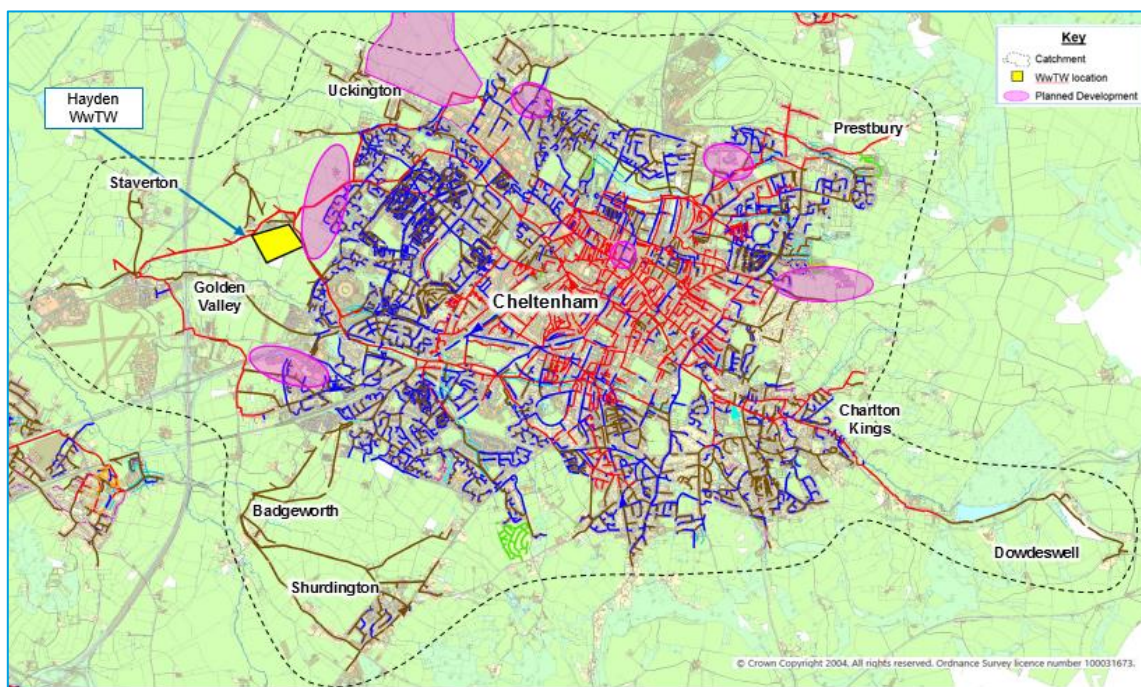 Key
Catchment
WwTW location
Planned Development
Uckington
Hayden
WwTW
Prestbury
Staverton
Golden
Valley
Cheltenham
Charlton
Kings
Badgeworth
Dowdeswell
Shurdington
© Crown Copyright 2004. All rights reserved. Ordnance Survey licence number 100031673.